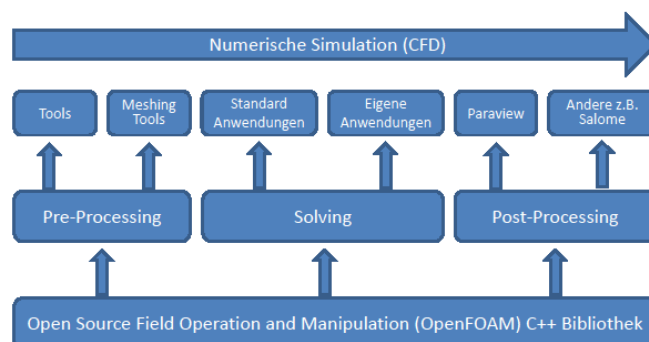 Numerische Simulation (CFD)
Tools
Meshing
Tools
Standard
Anwendungen
Eigene
Anwendungen
Paraview
Andere z.B.
Salome
Pre-Processing
Solving
Post-Processing
Open Source Field Operation and Manipulation (OpenFOAM) C++ Bibliothek